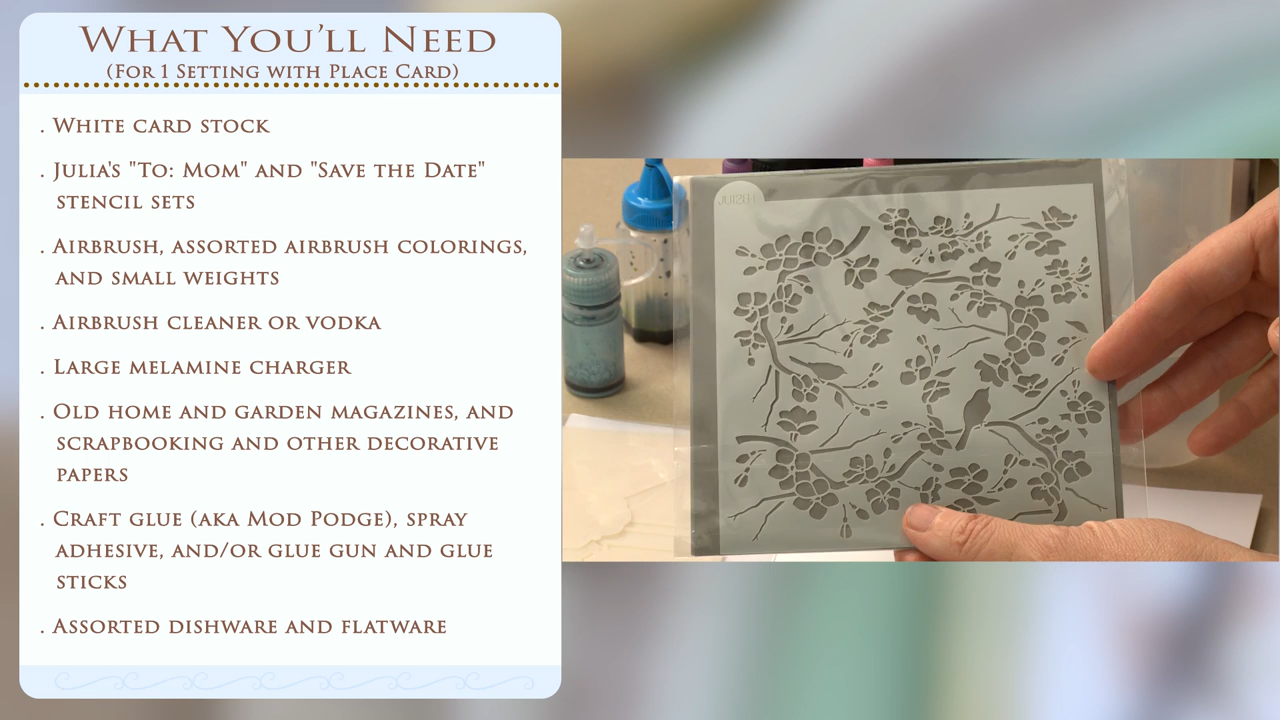 What You'll Need
(For 1 Setting with Place Card)
. White card stock
. Julia's "To: Mom" and "Save the Date"
stencil sets
. Airbrush, assorted airbrush colorings,
and small weights
. Airbrush cleaner or vodka
. Large melamine charger
. Old home and garden magazines, and
scrapbooking and other decorative
papers
. Craft glue (aka Mod Podge), spray
adhesive, and/or glue gun and glue
sticks
. Assorted dishware and flatware